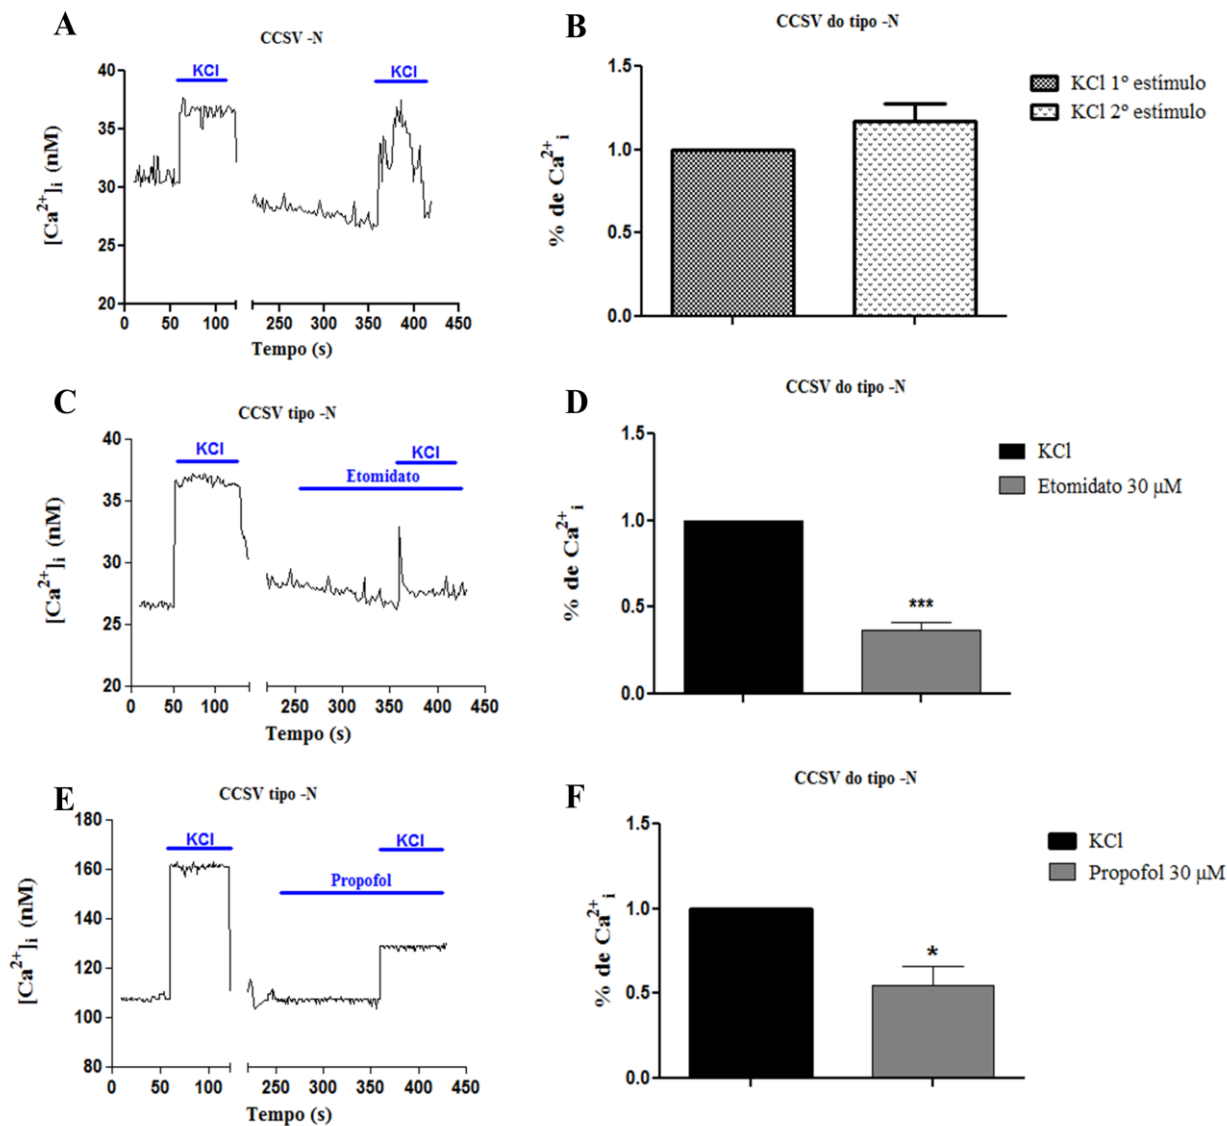 A
CCSV -N
KCl
KCl
40
35
30
25
20
[Ca2+]i (nM)
0 50 100 250 300 350 400 450
Tempo (s)
B
CCSV do tipo -N
1.5
1.0
0.5
0.0
% de Ca2+i
KCl 1º estímulo
KCl 2º estímulo
C
CCSV tipo -N
KCl
KCl
Etomidato
40
35
30
25
20
[Ca2+]i (nM)
0 50 100 250 300 350 400 450
Tempo (s)
D
CCSV do tipo -N
1.5
1.0
0.5
0.0
% de Ca2+i
***
KCl
Etomidato 30 µM
E
CCSV tipo -N
KCl
KCl
Propofol
180
160
140
120
100
80
[Ca2+]i (nM)
0 50 100 250 300 350 400 450
Tempo (s)
F
CCSV do tipo -N
1.5
1.0
0.5
0.0
% de Ca2+i
*
KCl
Propofol 30 µM